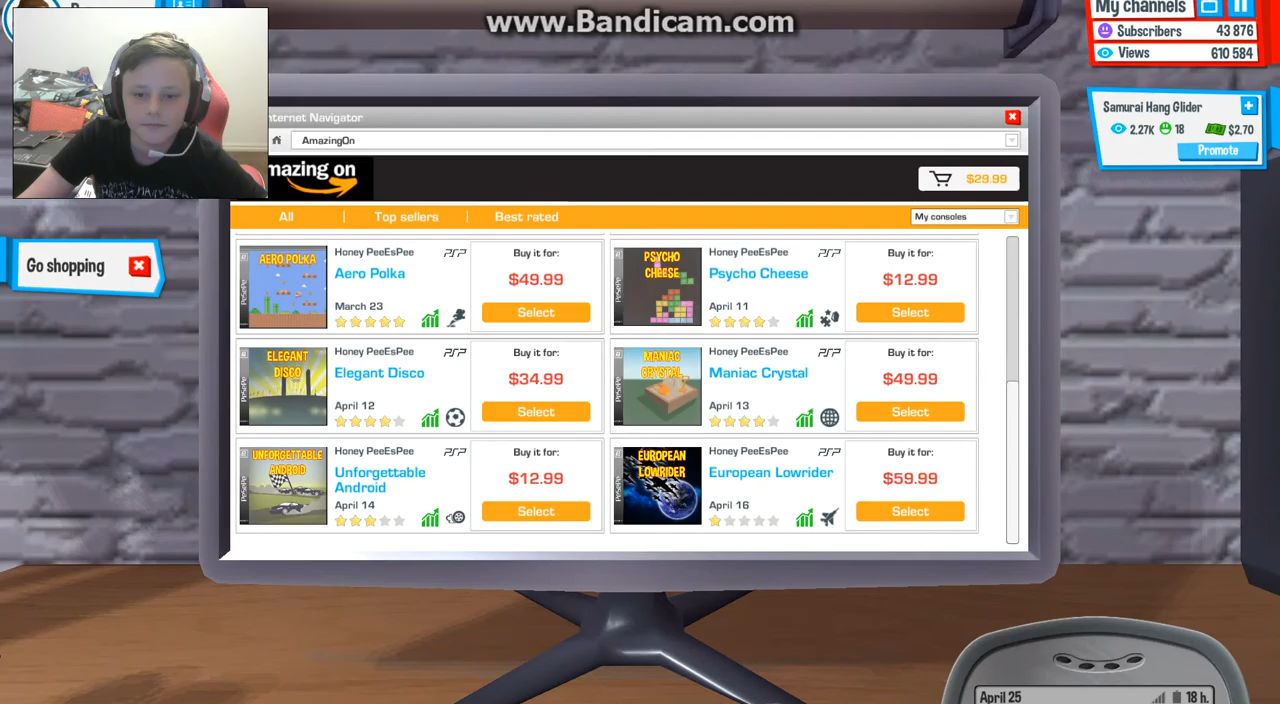 www.Bandicam.com
My channels
Subscribers 43 876
Views 610 584
Samurai Hang Glider
2.27K 18 $2.70
Promote
Internet Navigator
AmazingOn
mazing on
$29.99
All | Top sellers | Best rated
My consoles
Go shopping
AERO POLKA
Honey PeeEsPee PSP
Aero Polka
March 23
Buy it for:
$49.99
Select
PSYCHO
CHEESE
Honey PeeEsPee PSP
Psycho Cheese
April 11
Buy it for:
$12.99
Select
ELEGANT
DISCO
Honey PeeEsPee PSP
Elegant Disco
April 12
Buy it for:
$34.99
Select
MANIAC
CRYSTAL
Honey PeeEsPee PSP
Maniac Crystal
April 13
Buy it for:
$49.99
Select
UNFORGETTABLE
ANDROID
Honey PeeEsPee PSP
Unforgettable
Android
April 14
Buy it for:
$12.99
Select
EUROPEAN
LOWRIDER
Honey PeeEsPee PSP
European Lowrider
April 16
Buy it for:
$59.99
Select
April 25 18 h.